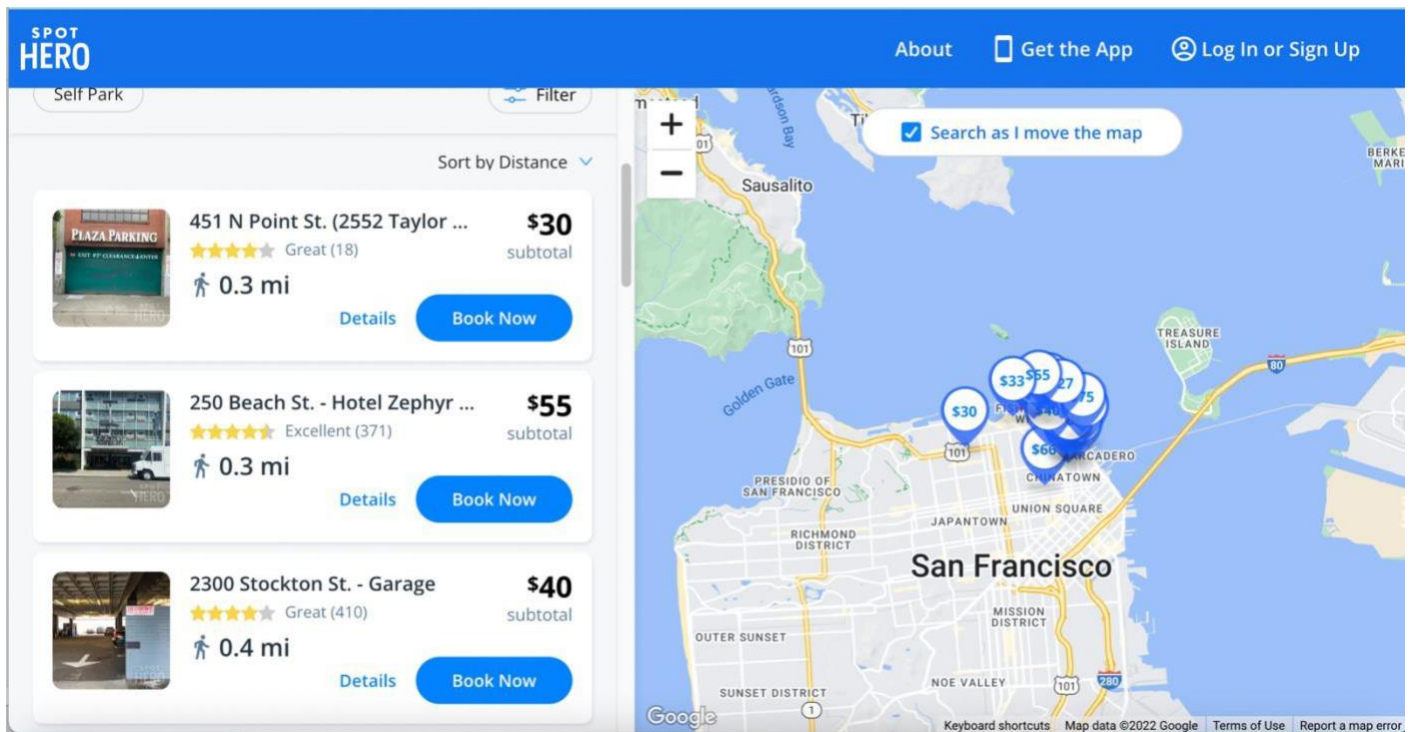 SPOT
HERO
About
Get the App
Log In or Sign Up
Self Park
Filter
Sort by Distance
PLAZA PARKING
451 N Point St. (2552 Taylor ...
$30
Great (18)
subtotal
0.3 mi
Details
Book Now
250 Beach St. - Hotel Zephyr ...
$55
Excellent (371)
subtotal
0.3 mi
Details
Book Now
2300 Stockton St. - Garage
$40
Great (410)
subtotal
0.4 mi
Details
Book Now
+
−
Search as I move the map
Sausalito
101
Golden Gate
101
TREASURE
ISLAND
80
$33
$55
$30
$66
101
CHINATOWN
PRESIDIO OF
SAN FRANCISCO
UNION SQUARE
JAPANTOWN
RICHMOND
DISTRICT
San Francisco
MISSION
DISTRICT
OUTER SUNSET
NOE VALLEY
101
280
SUNSET DISTRICT
1
Google
Keyboard shortcuts
Map data ©2022 Google
Terms of Use
Report a map error